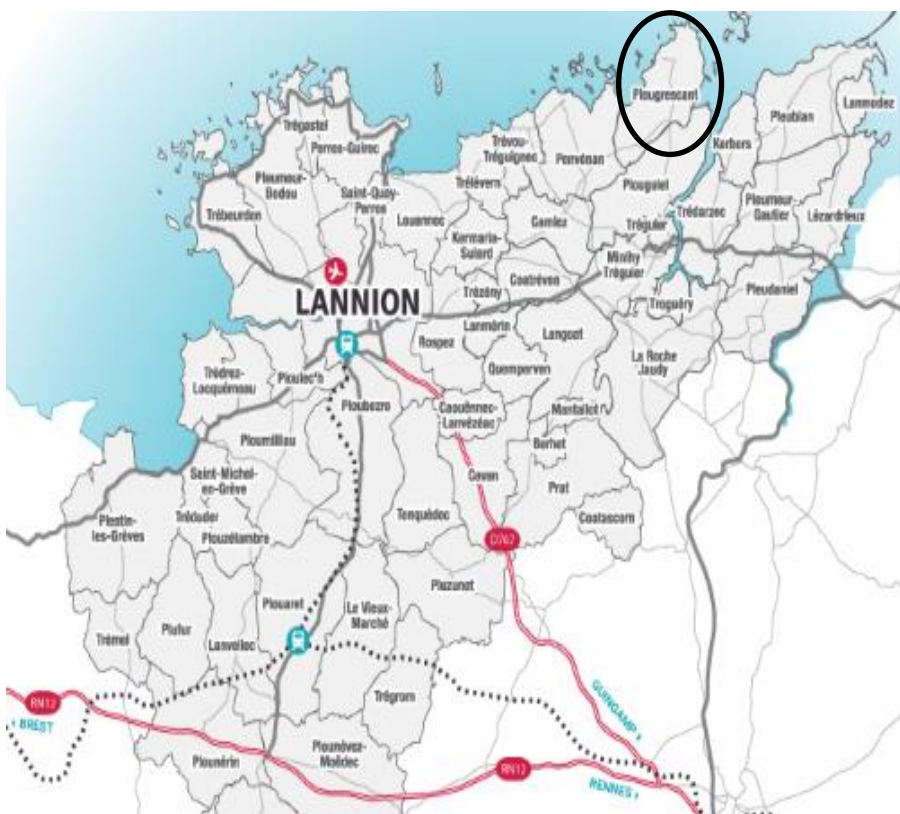 Plougrescant
Lanmodez
Pleubian
Trégastel
Perros-Guirec
Trévou-
Tréguignec
Penvénan
Kerbors
Pleumeur-
Bodou
Saint-Quay-
Perros
Trélévern
Plouguiel
Trébeurden
Louannec
Camlez
Tréguier
Trédarzec
Pleumeur-
Gautier
Lézardrieux
Kermaria-
Sulard
Minihy
Tréguier
Coatréven
Trézény
Troguéry
Pleudaniel
LANNION
Lanmérin
Rospez
Langoat
La Roche
Jaudy
Quemperven
Trédrez-
Locquémeau
Ploulec'h
Ploubezre
Caouënnec-
Lanvézéac
Mantallot
Berhet
Ploumilliau
Cavan
Prat
Saint-Michel-
en-Grève
Tonquédec
Coatascorn
Plestin-
les-Grèves
Tréduder
Plouzélambre
D767
Pluzunet
Plouaret
Le Vieux-
Marché
Trémel
Plufur
Lanvellec
Trégrom
RN12
BREST
GUINGAMP
Plounérin
Plounévez-
Moëdec
RN12
RENNES